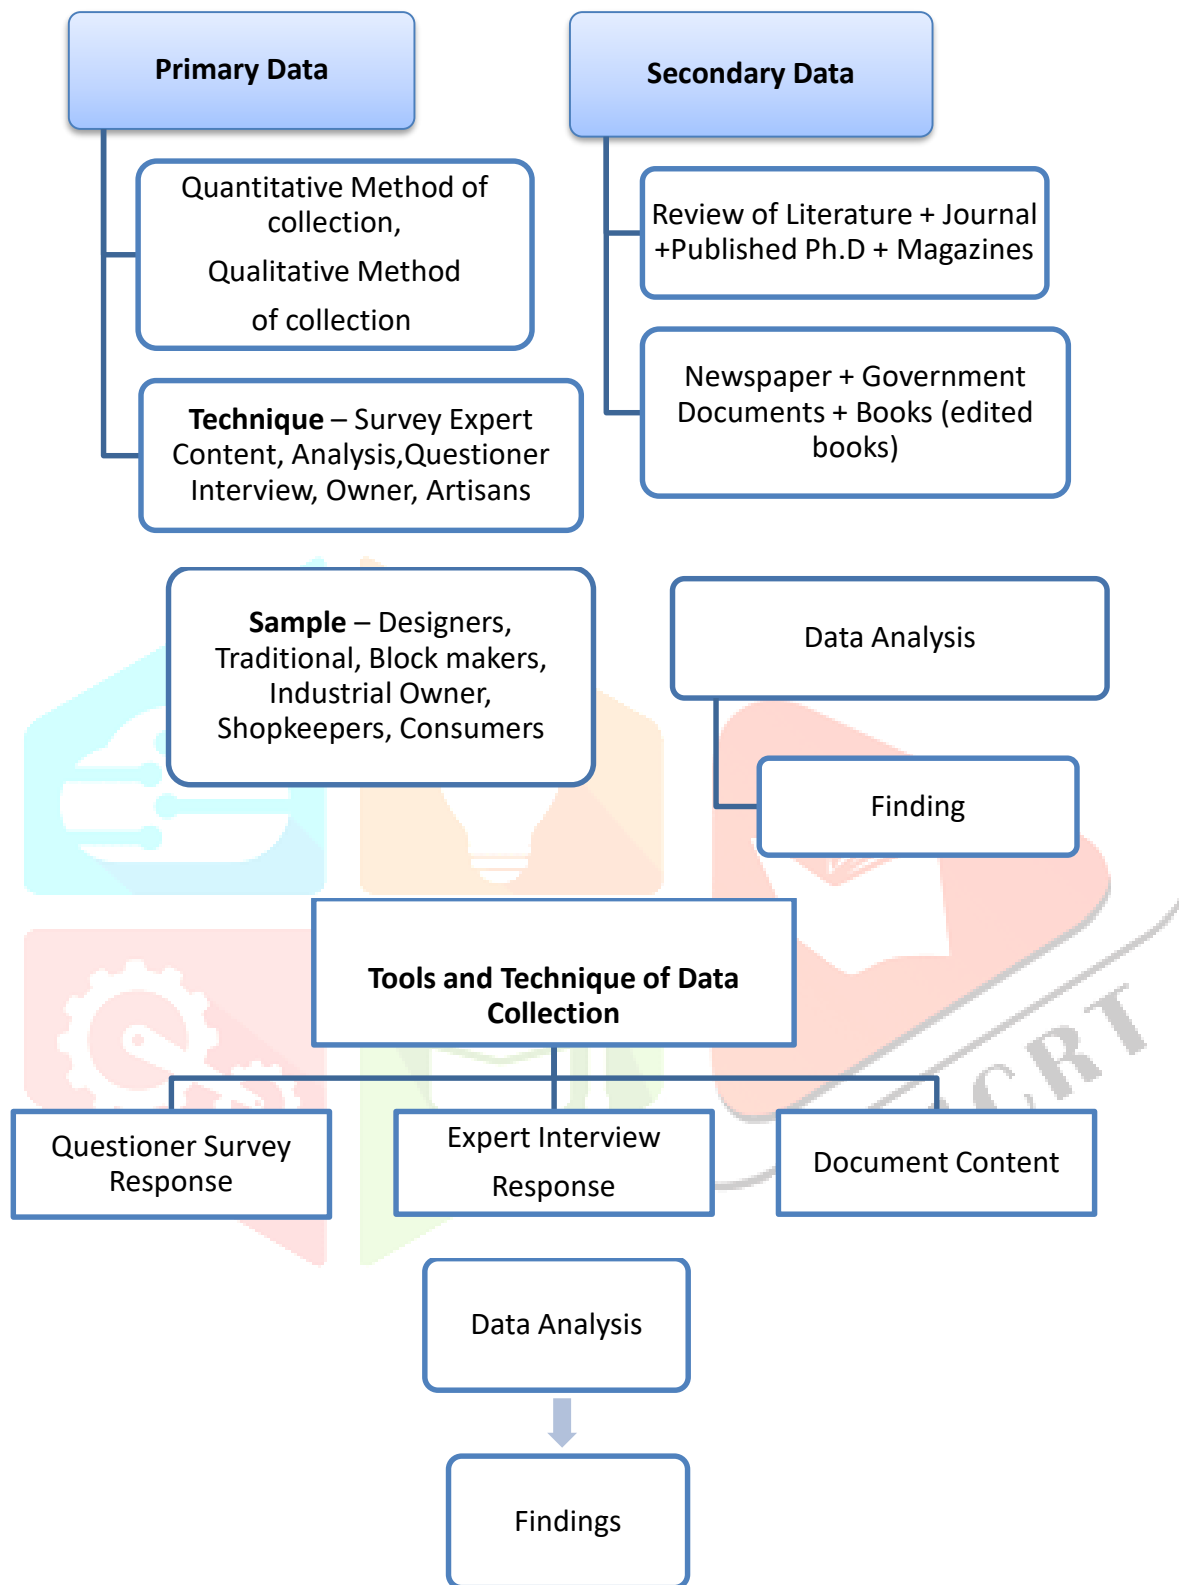 Primary Data
Quantitative Method of
collection,
Qualitative Method
of collection
Technique – Survey Expert
Content, Analysis,Questioner
Interview, Owner, Artisans
Secondary Data
Review of Literature + Journal
+Published Ph.D + Magazines
Newspaper + Government
Documents + Books (edited
books)
Sample – Designers,
Traditional, Block makers,
Industrial Owner,
Shopkeepers, Consumers
Data Analysis
Finding
Tools and Technique of Data
Collection
Questioner Survey
Response
Expert Interview
Response
Document Content
Data Analysis
Findings